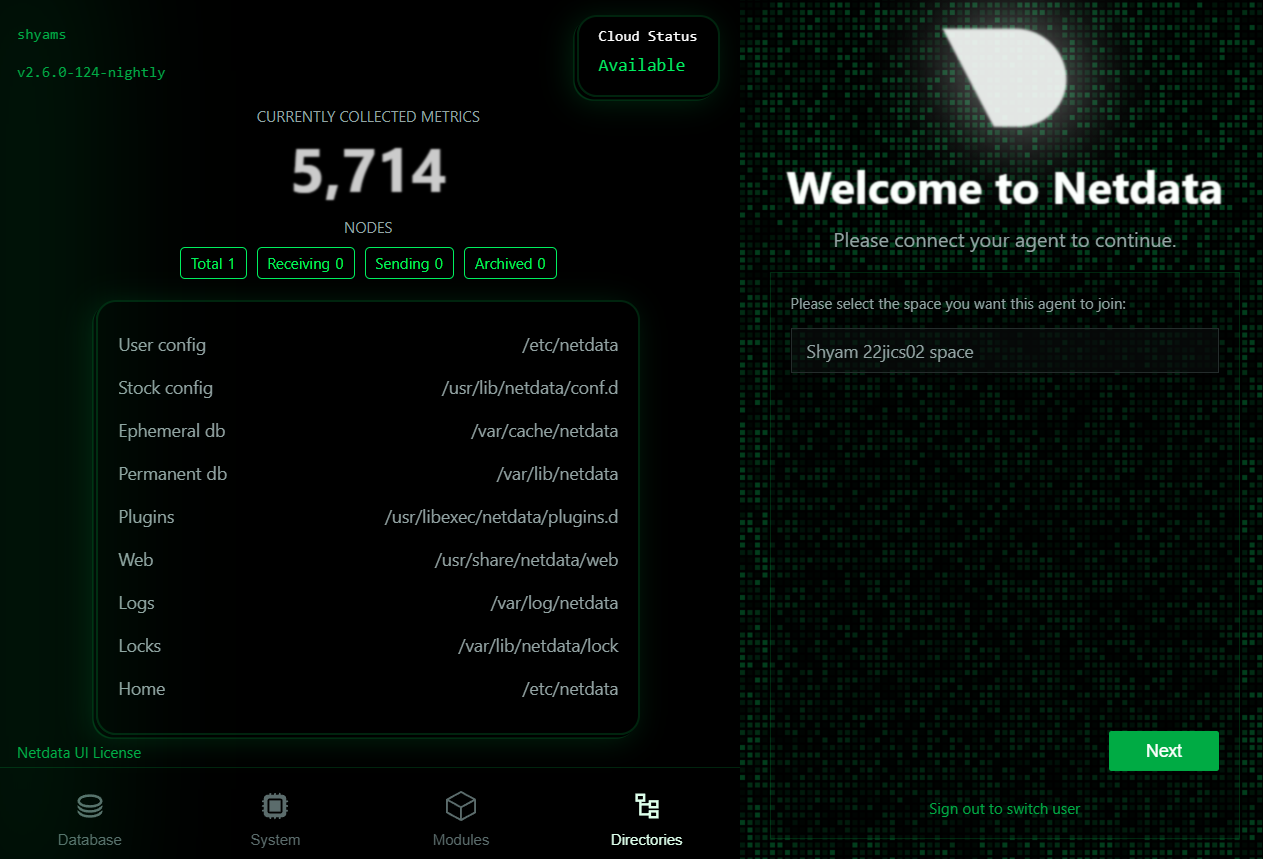 shyams
v2.6.0-124-nightly
Cloud Status
Available
CURRENTLY COLLECTED METRICS
5,714
NODES
Total 1
Receiving 0
Sending 0
Archived 0
User config /etc/netdata
Stock config /usr/lib/netdata/conf.d
Ephemeral db /var/cache/netdata
Permanent db /var/lib/netdata
Plugins /usr/libexec/netdata/plugins.d
Web /usr/share/netdata/web
Logs /var/log/netdata
Locks /var/lib/netdata/lock
Home /etc/netdata
Netdata UI License
Database
System
Modules
Directories
Welcome to Netdata
Please connect your agent to continue.
Please select the space you want this agent to join:
Shyam 22jics02 space
Next
Sign out to switch user